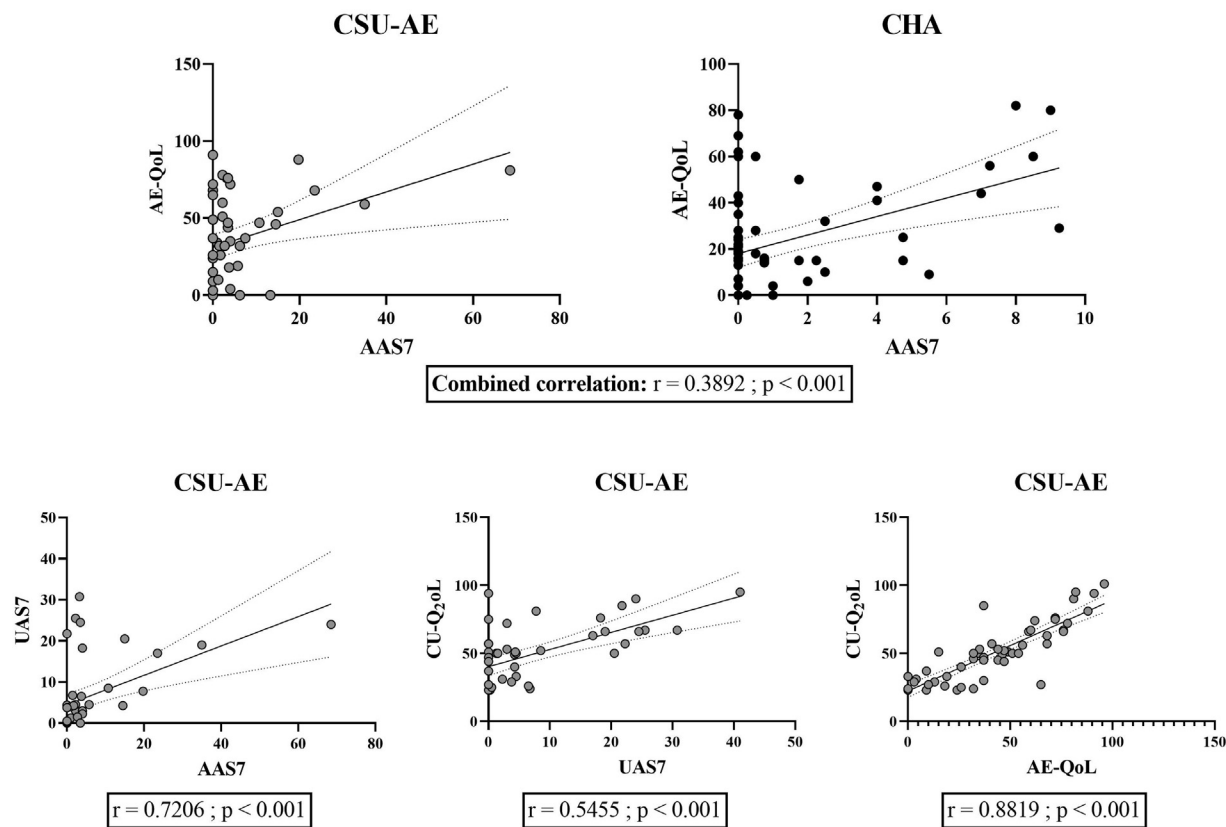 CSU-AE
CHA
150
100
50
0
AE-QoL
0 20 40 60 80
AAS7
100
80
60
40
20
0
AE-QoL
0 2 4 6 8 10
AAS7
Combined correlation: r = 0.3892 ; p < 0.001
CSU-AE
CSU-AE
CSU-AE
50
40
30
20
10
0
UAS7
0 20 40 60 80
AAS7
150
100
50
0
CU-Q₂oL
0 10 20 30 40 50
UAS7
150
100
50
0
CU-Q₂oL
0 50 100 150
AE-QoL
r = 0.7206 ; p < 0.001
r = 0.5455 ; p < 0.001
r = 0.8819 ; p < 0.001